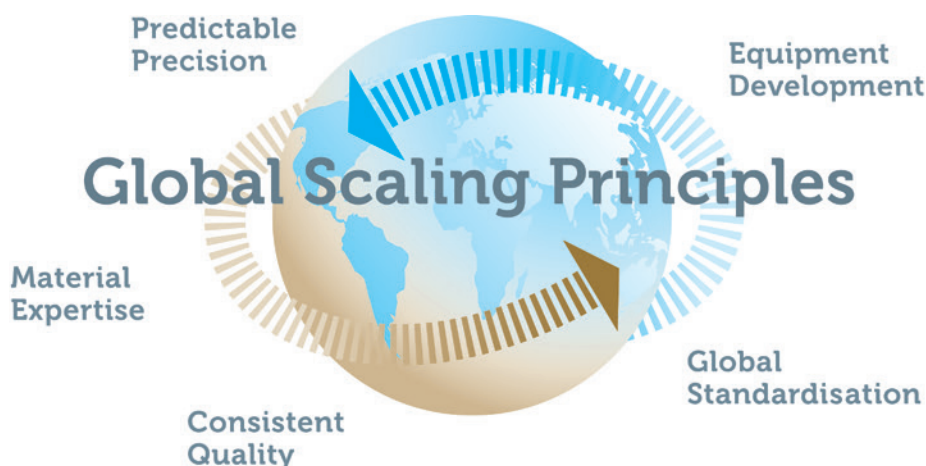 Predictable
Precision
Equipment
Development
Global Scaling Principles
Material
Expertise
Global
Standardisation
Consistent
Quality